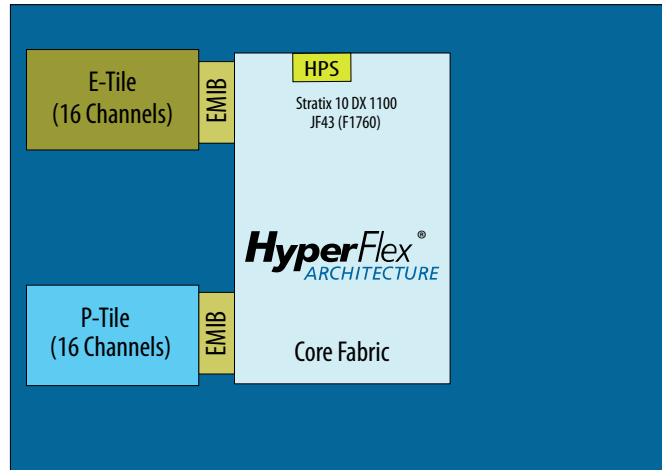 E-Tile
(16 Channels)
EMIB
HPS
Stratix 10 DX 1100
JF43 (F1760)
HyperFlex®
ARCHITECTURE
P-Tile
(16 Channels)
EMIB
Core Fabric